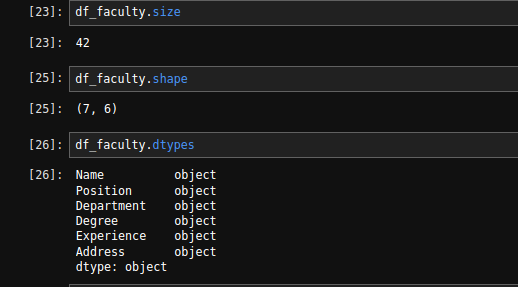 [23]: df_faculty.size
[23]: 42
[25]: df_faculty.shape
[25]: (7, 6)
[26]: df_faculty.dtypes
[26]: Name          object
Position      object
Department    object
Degree        object
Experience    object
Address       object
dtype: object